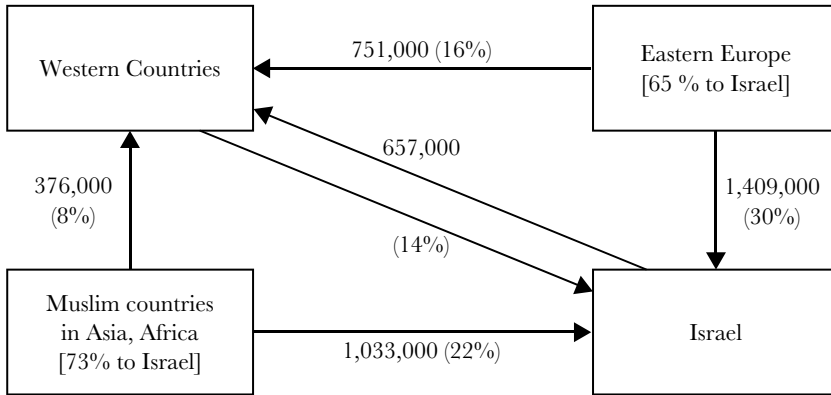 751,000 (16%)
Western Countries
Eastern Europe
[65 % to Israel]
657,000
376,000
(8%)
1,409,000
(30%)
(14%)
Muslim countries
in Asia, Africa
[73% to Israel]
Israel
1,033,000 (22%)